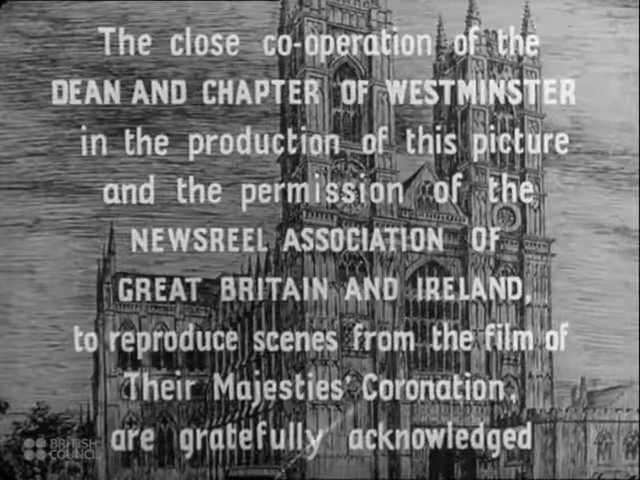 The close co-operation of the
DEAN AND CHAPTER OF WESTMINSTER
in the production of this picture
and the permission of the
NEWSREEL ASSOCIATION OF
GREAT BRITAIN AND IRELAND,
to reproduce scenes from the film of
Their Majesties' Coronation,
are gratefully acknowledged
BRITISH
COUNCIL